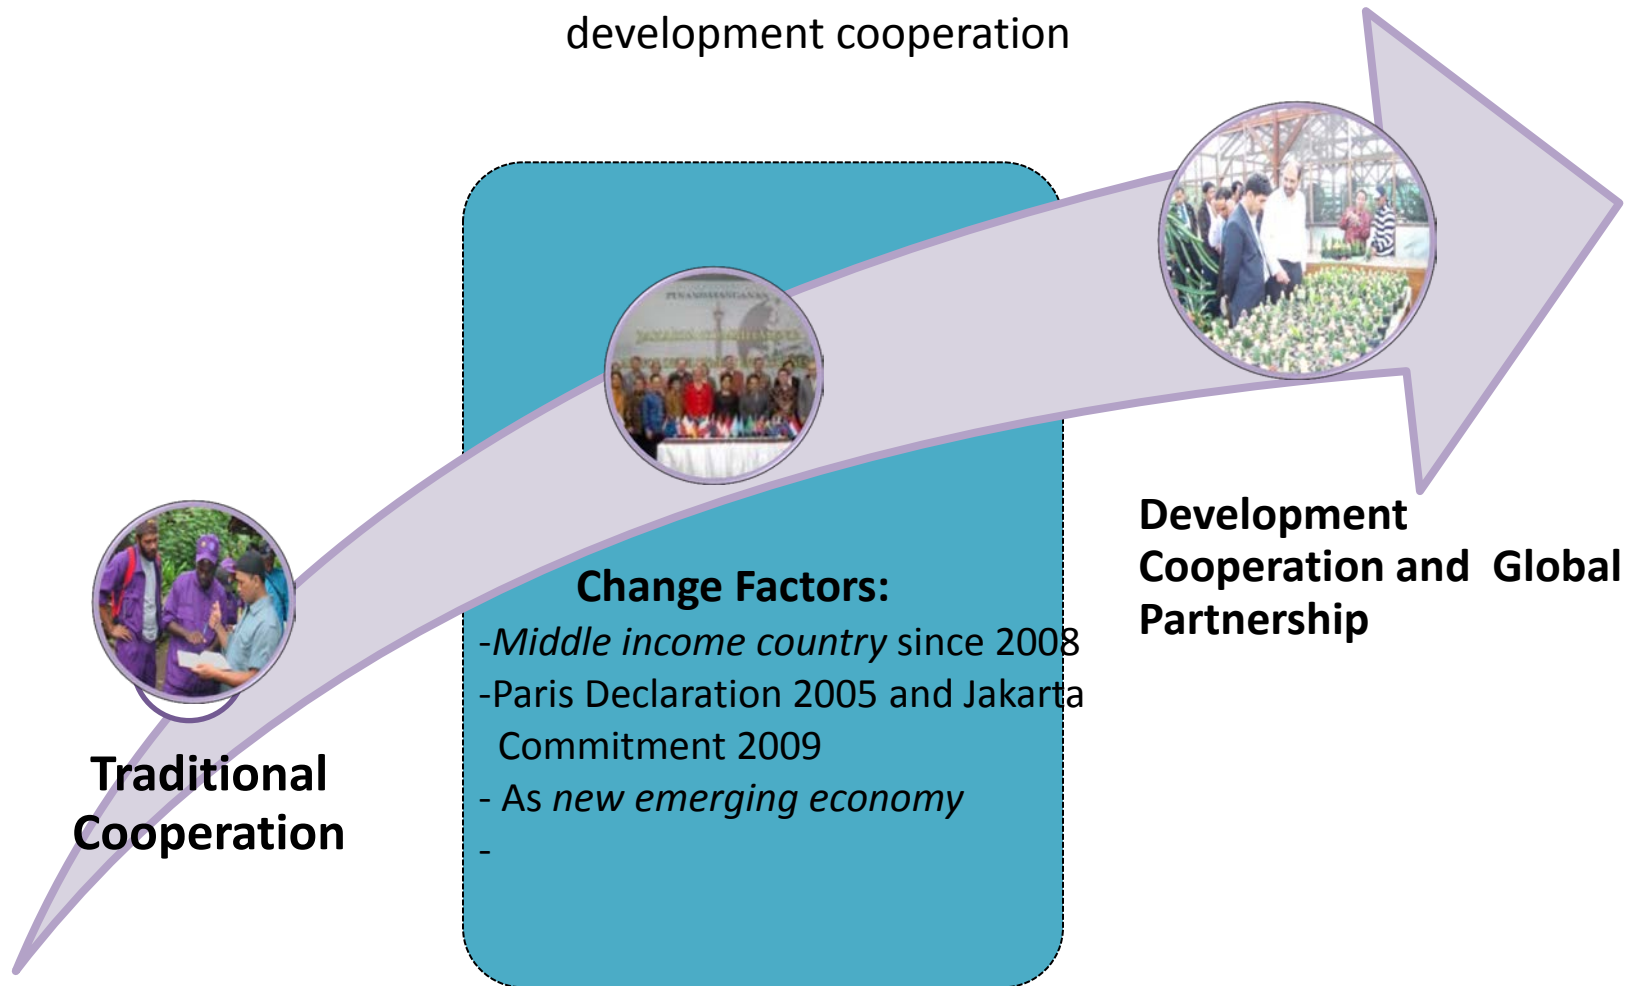 development cooperation
PENANDATANGANAN
Traditional
Cooperation
Change Factors:
-Middle income country since 2008
-Paris Declaration 2005 and Jakarta
Commitment 2009
- As new emerging economy
-
Development
Cooperation and Global
Partnership